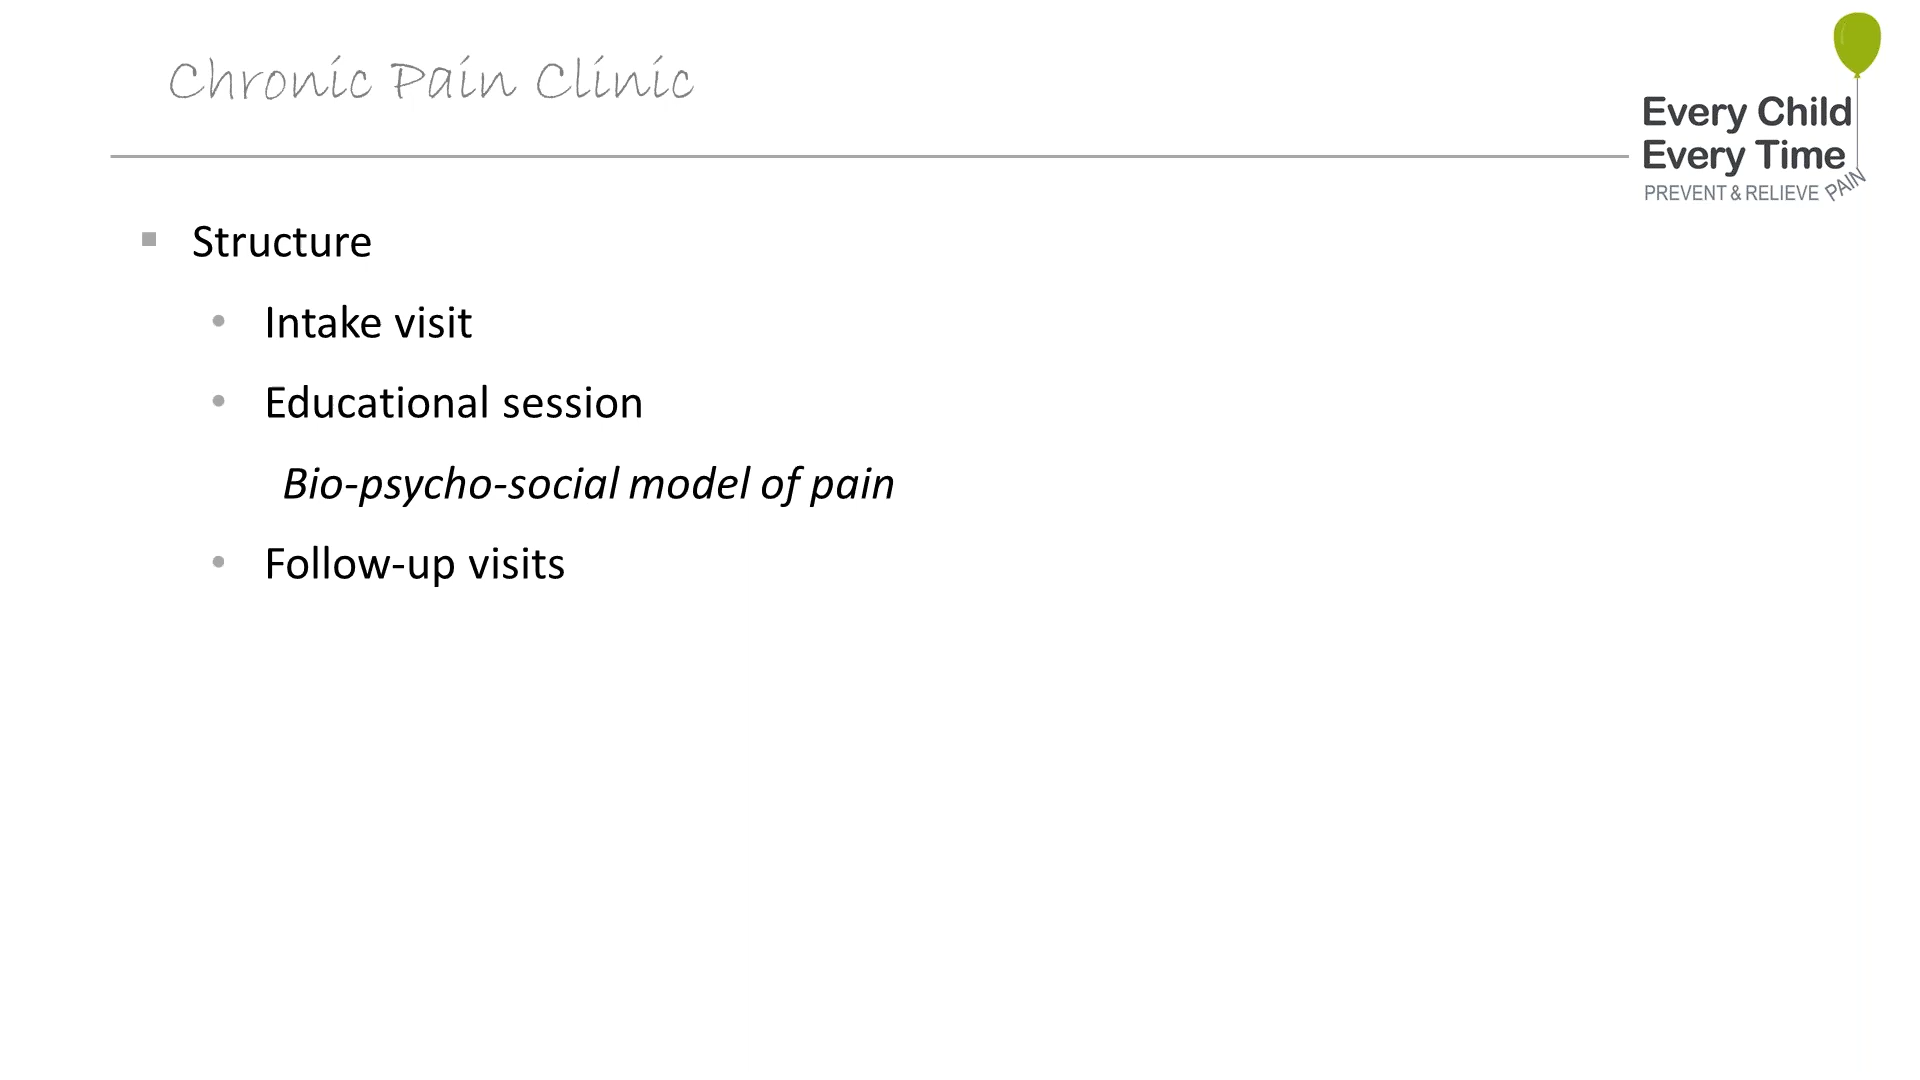 Chronic Pain Clinic
Every Child
Every Time
PREVENT & RELIEVE PAIN
Structure
Intake visit
Educational session
Bio-psycho-social model of pain
Follow-up visits